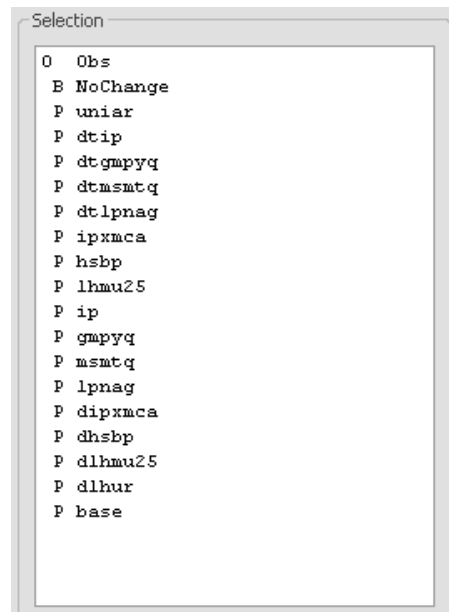 Selection
O Obs
B NoChange
P uniar
P dtip
P dtgmpyq
P dtmsmtq
P dtlpnag
P ipxmca
P hsbp
P lhmu25
P ip
P gmpyq
P msmtq
P lpnag
P dipxmca
P dhsbp
P dlhmu25
P dlhur
P base